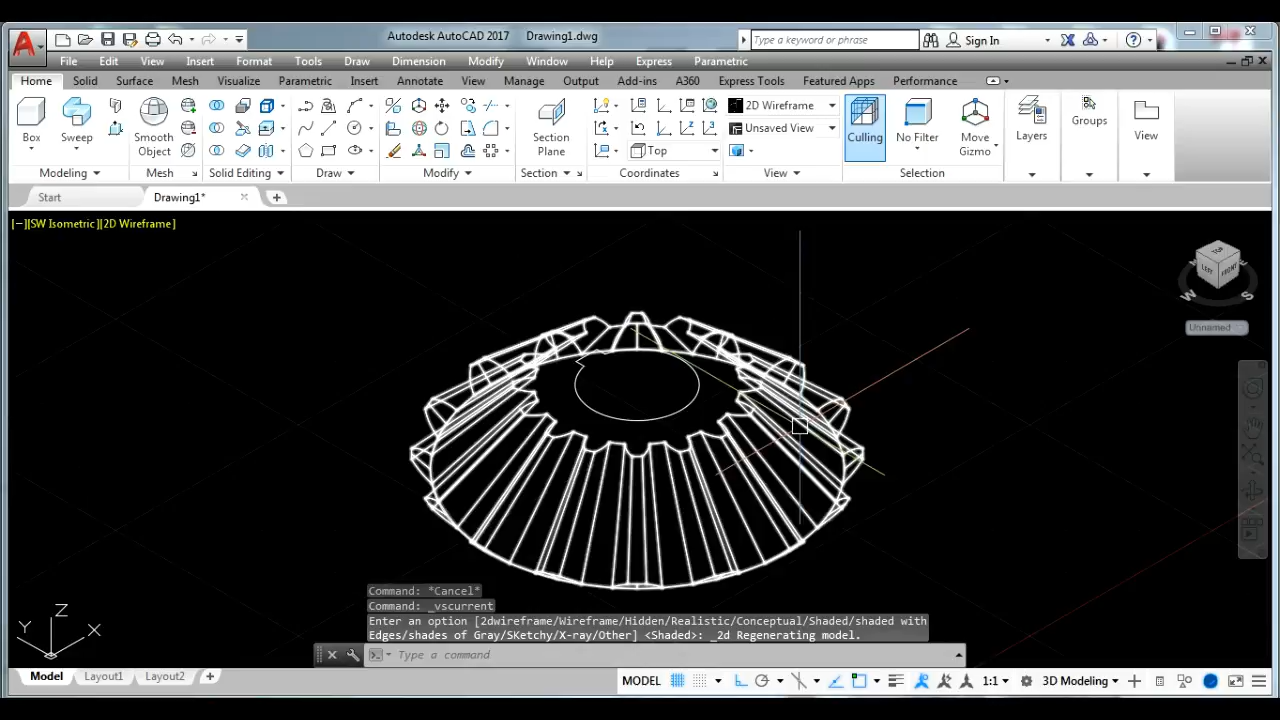 Autodesk AutoCAD 2017 Drawing1.dwg
Type a keyword or phrase
Sign In
File Edit View Insert Format Tools Draw Dimension Modify Window Help Express Parametric
Home Solid Surface Mesh Visualize Parametric Insert Annotate View Manage Output Add-ins A360 Express Tools Featured Apps Performance
Box
Sweep
Smooth
Object
Section
Plane
2D Wireframe
Unsaved View
Top
Culling
No Filter
Move
Gizmo
Layers
Groups
View
Modeling Mesh Solid Editing Draw Modify Section Coordinates View Selection
Start Drawing1*
[−][SW Isometric][2D Wireframe]
TOP
LEFT FRONT
W S
Unnamed
Command: *Cancel*
Command: _vscurrent
Enter an option [2dwireframe/Wireframe/Hidden/Realistic/Conceptual/Shaded/shaded with
Edges/shades of Gray/SKetchy/X-ray/Other] <Shaded>: _2d Regenerating model.
Type a command
Z
Y X
Model Layout1 Layout2
MODEL 1:1 3D Modeling